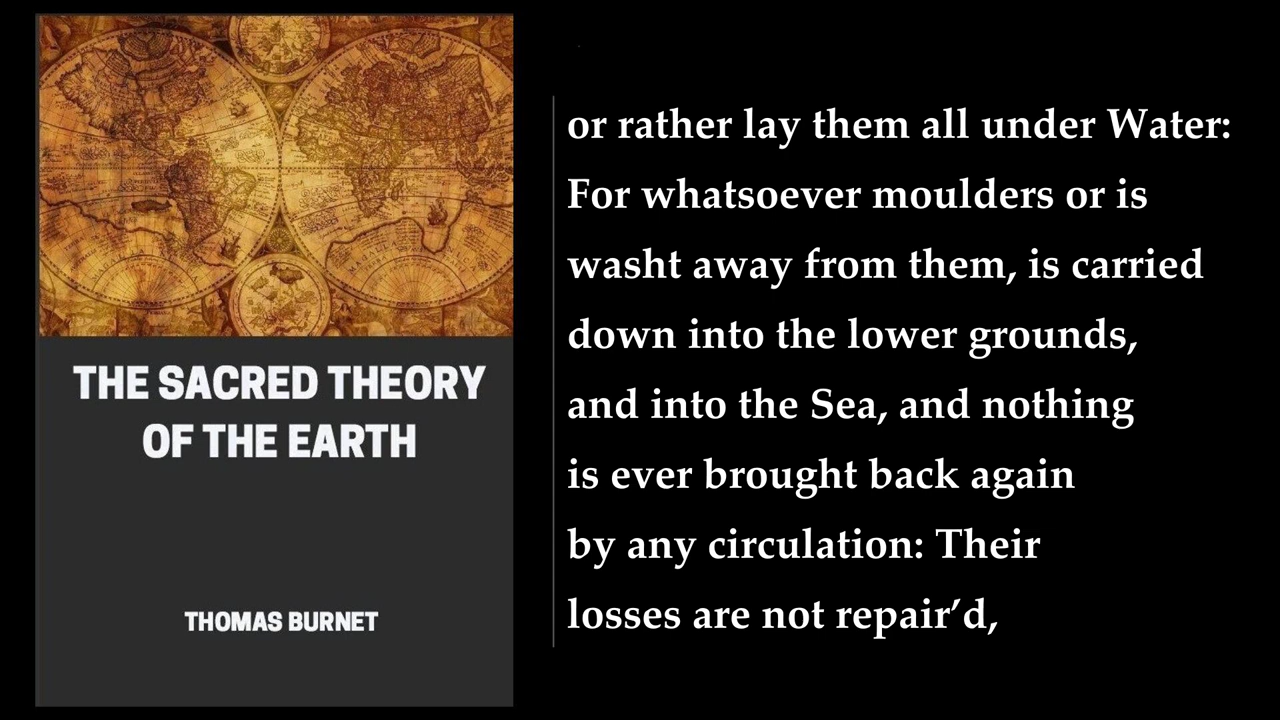 THE SACRED THEORY
OF THE EARTH
THOMAS BURNET
or rather lay them all under Water:
For whatsoever moulders or is
washt away from them, is carried
down into the lower grounds,
and into the Sea, and nothing
is ever brought back again
by any circulation: Their
losses are not repair’d,